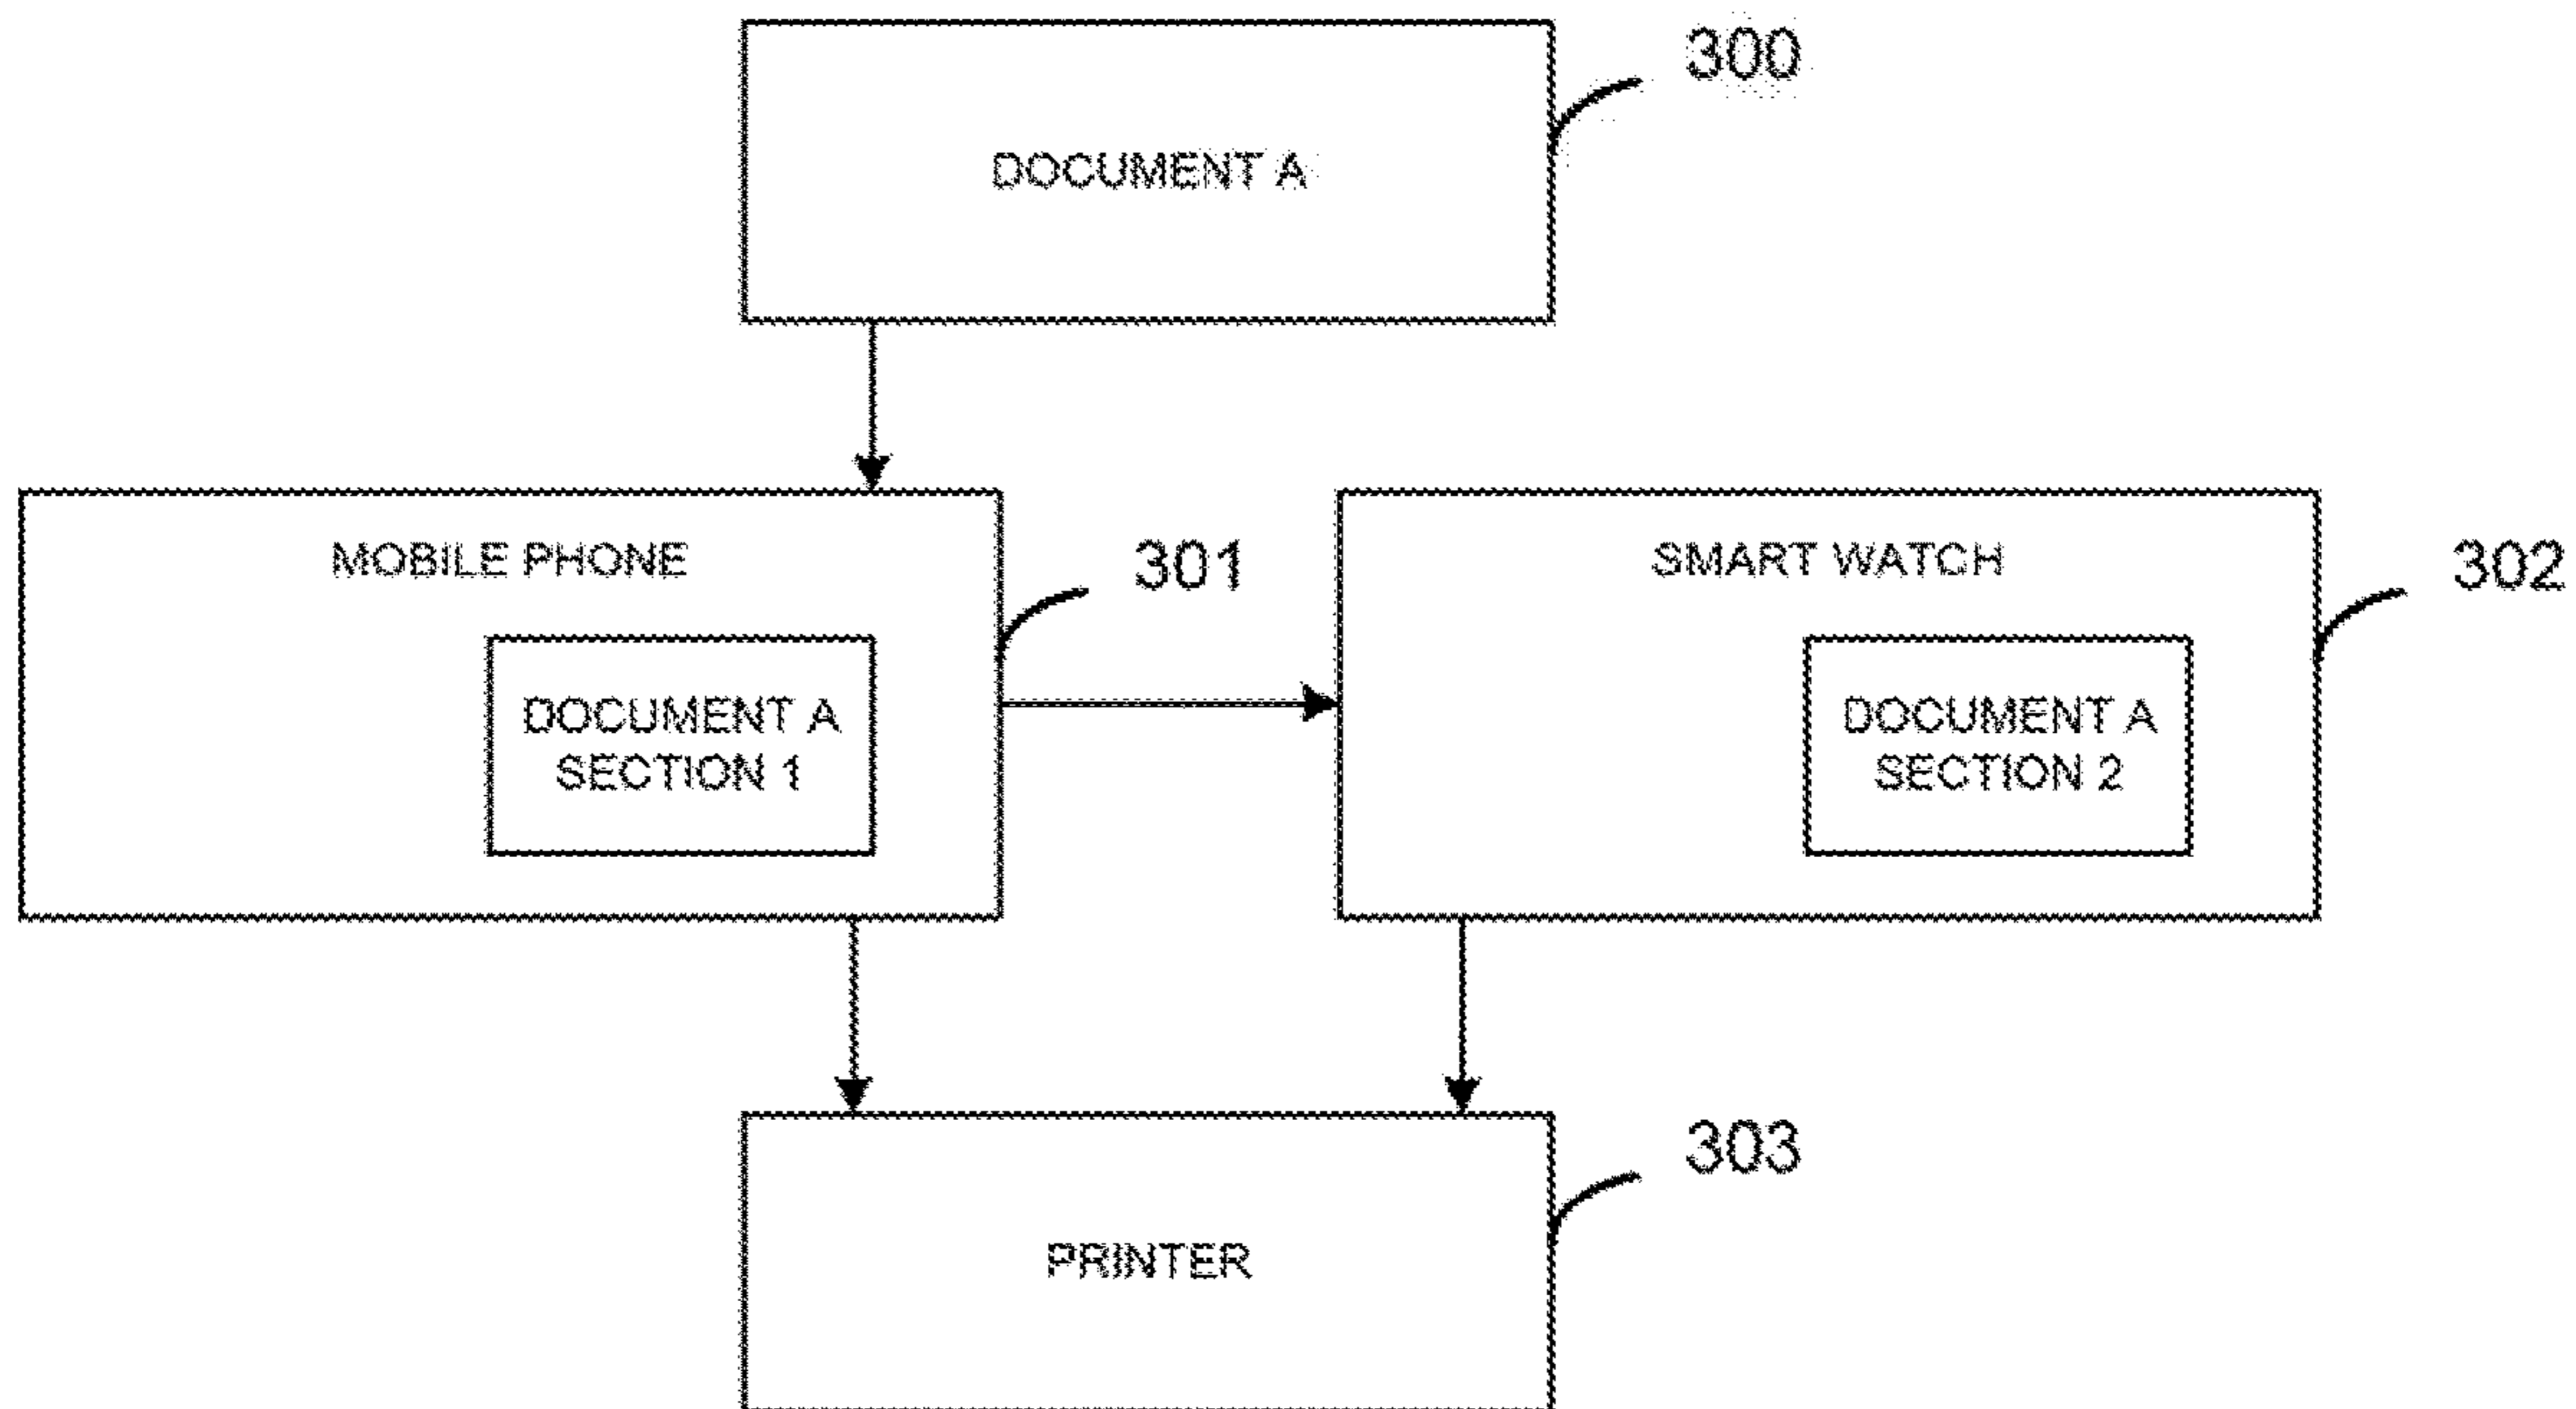 300
DOCUMENT A
MOBILE PHONE
301
DOCUMENT A
SECTION 1
SMART WATCH
302
DOCUMENT A
SECTION 2
303
PRINTER